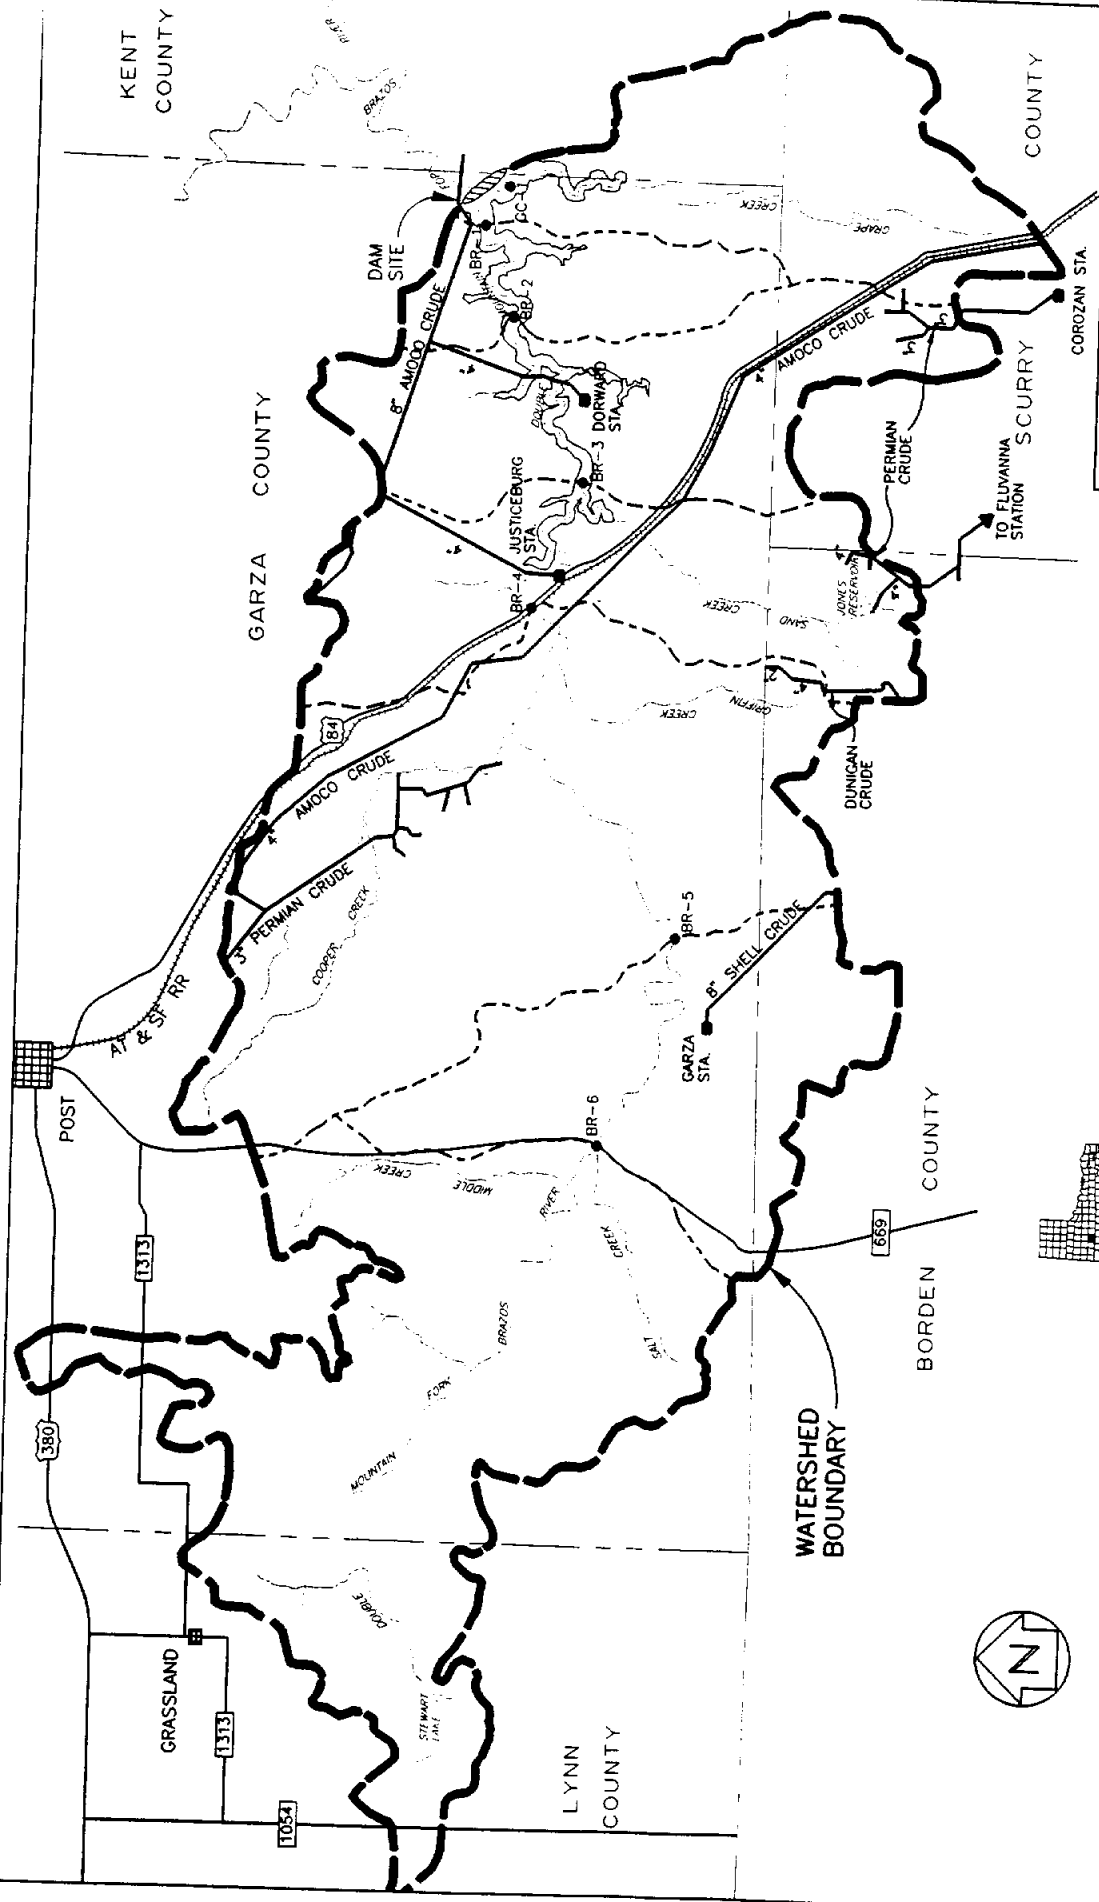 KENT
COUNTY
RIVER
BRAZOS
DAM
SITE
GARZA COUNTY
8" AMOCO CRUDE
BR-1
GC-1
BR-2
DOUBLE
DORWARD
STA.
BR-3
JUSTICEBURG
STA.
BR-4
GRAPE
CREEK
AMOCO CRUDE
COUNTY
SCURRY
COROZAN STA.
PERMIAN
CRUDE
TO FLUVANNA
STATION
JONES
RESERVOIR
SAND
CREEK
GRIFFIN
CREEK
DUNIGAN
CRUDE
84
4"
AMOCO CRUDE
3" PERMIAN CRUDE
COOPER CREEK
AT & SF RR
POST
BR-5
8" SHELL CRUDE
GARZA
STA.
BR-6
MIDDLE
CREEK
RIVER
SALT
CREEK
669
BORDEN COUNTY
1313
380
MOUNTAIN
FORK
BRAZOS
WATERSHED
BOUNDARY
GRASSLAND
1313
1054
DOUBLE
STEWART
LAKE
LYNN
COUNTY
N